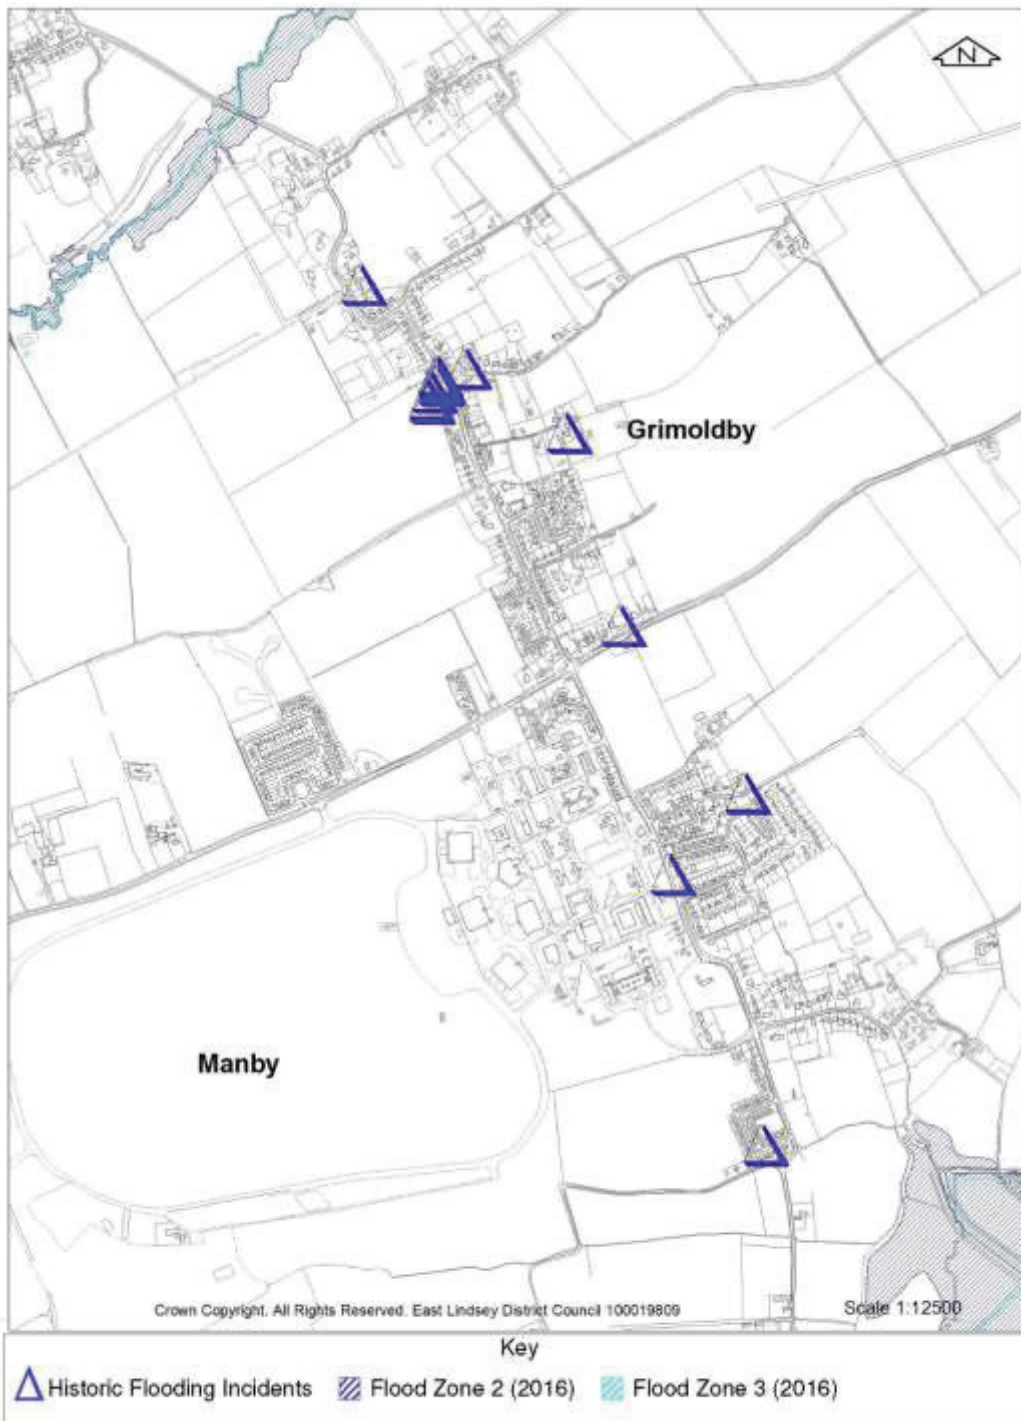 N
Grimoldby
Manby
Crown Copyright. All Rights Reserved. East Lindsey District Council 100019809
Scale 1:12500
Key
Historic Flooding Incidents
Flood Zone 2 (2016)
Flood Zone 3 (2016)